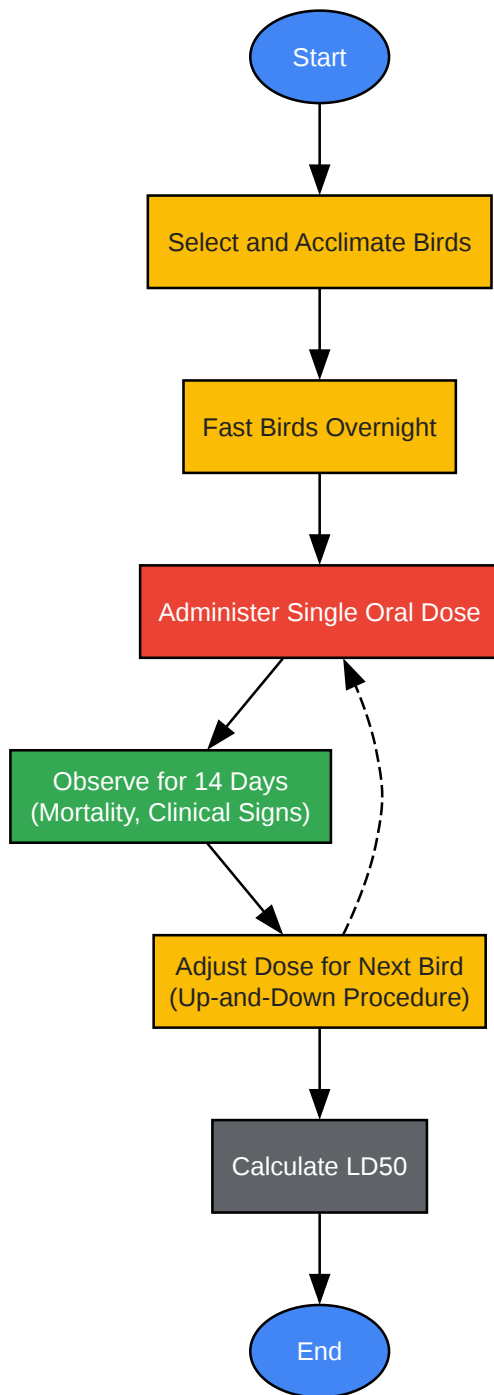 Start
Select and Acclimate Birds
Fast Birds Overnight
Administer Single Oral Dose
Observe for 14 Days
(Mortality, Clinical Signs)
Adjust Dose for Next Bird
(Up-and-Down Procedure)
Calculate LD50
End